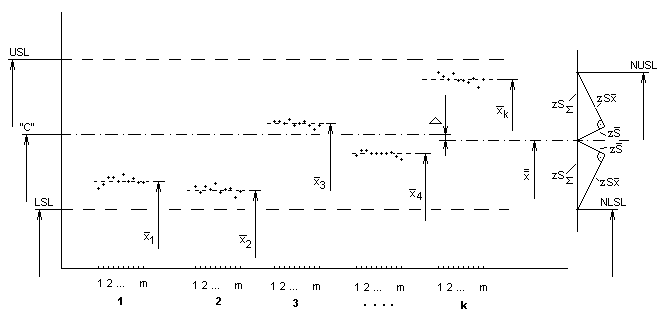 USL
NUSL
"C"
LSL
NLSL
Δ
x̄1
x̄2
x̄3
x̄4
x̄k
x̿
zSΣ
zSx̄
zS̄
zS̄
zSΣ
zSx̄
1 2 ... m
1 2 ... m
1 2 ... m
1 2 ... m
1 2 ... m
1 2 3 . . . . k